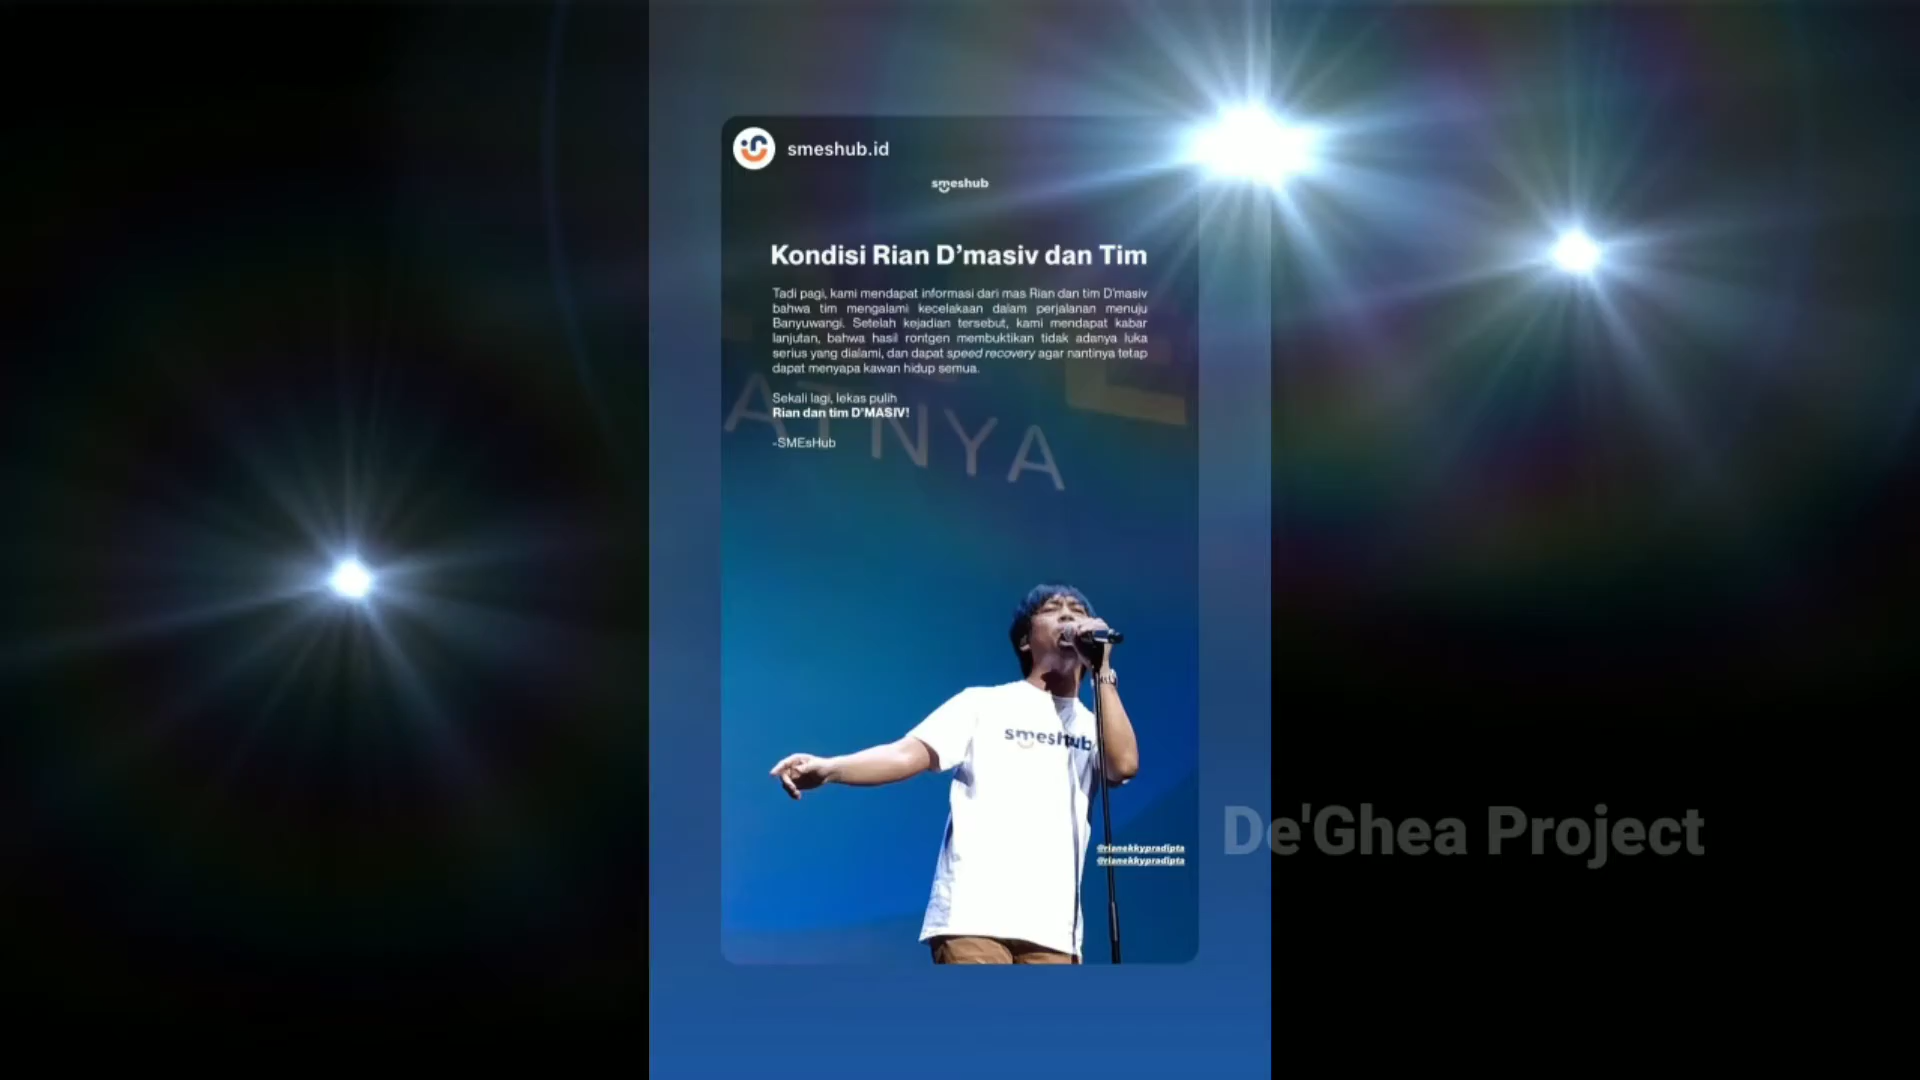 smeshub.id
smeshub
Kondisi Rian D’masiv dan Tim
Tadi pagi, kami mendapat informasi dari mas Rian dan tim D'masiv
bahwa tim mengalami kecelakaan dalam perjalanan menuju
Banyuwangi. Setelah kejadian tersebut, kami mendapat kabar
lanjutan, bahwa hasil rontgen membuktikan tidak adanya luka
serius yang dialami, dan dapat speed recovery agar nantinya tetap
dapat menyapa kawan hidup semua.
Sekali lagi, lekas pulih
Rian dan tim D'MASIV!
-SMEsHub
ATNYA
smeshub
@rianekkypradipta
@rianekkypradipta
De'Ghea Project